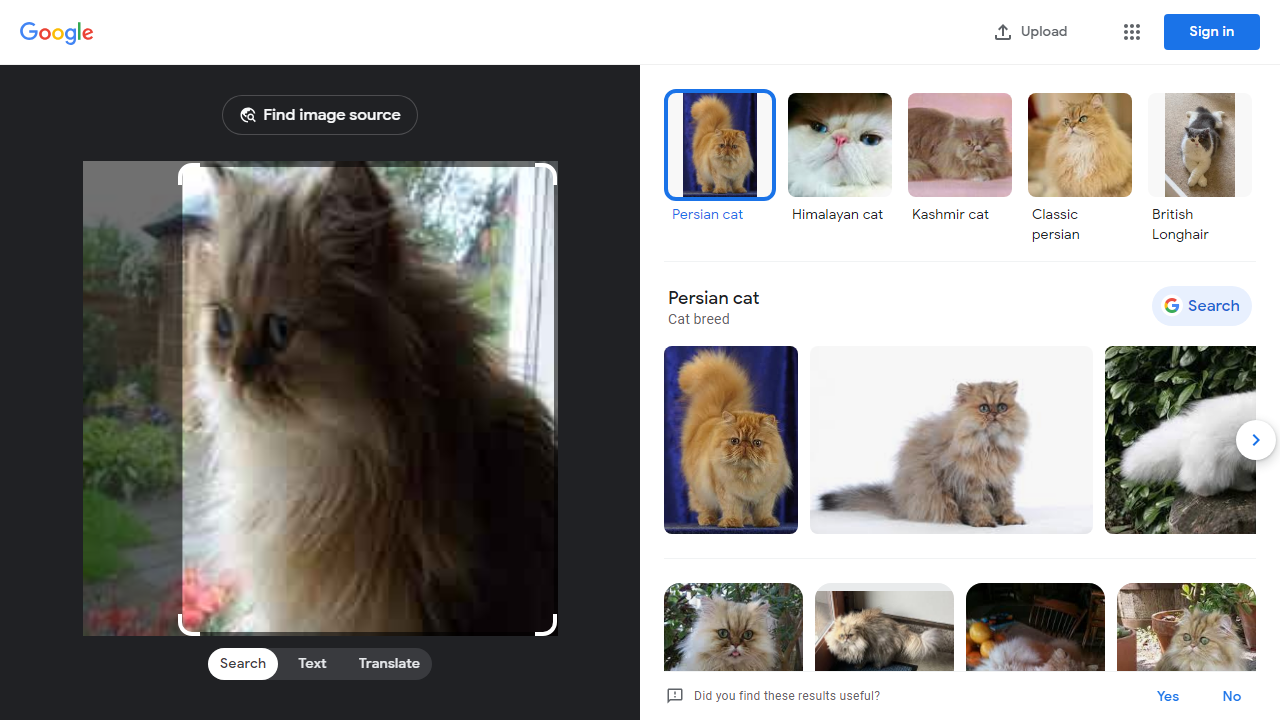 Google
Upload
Sign in
Find image source
Search
Text
Translate
Persian cat
Himalayan cat
Kashmir cat
Classic
persian
British
Longhair
Persian cat
Cat breed
Search
Did you find these results useful?
Yes
No